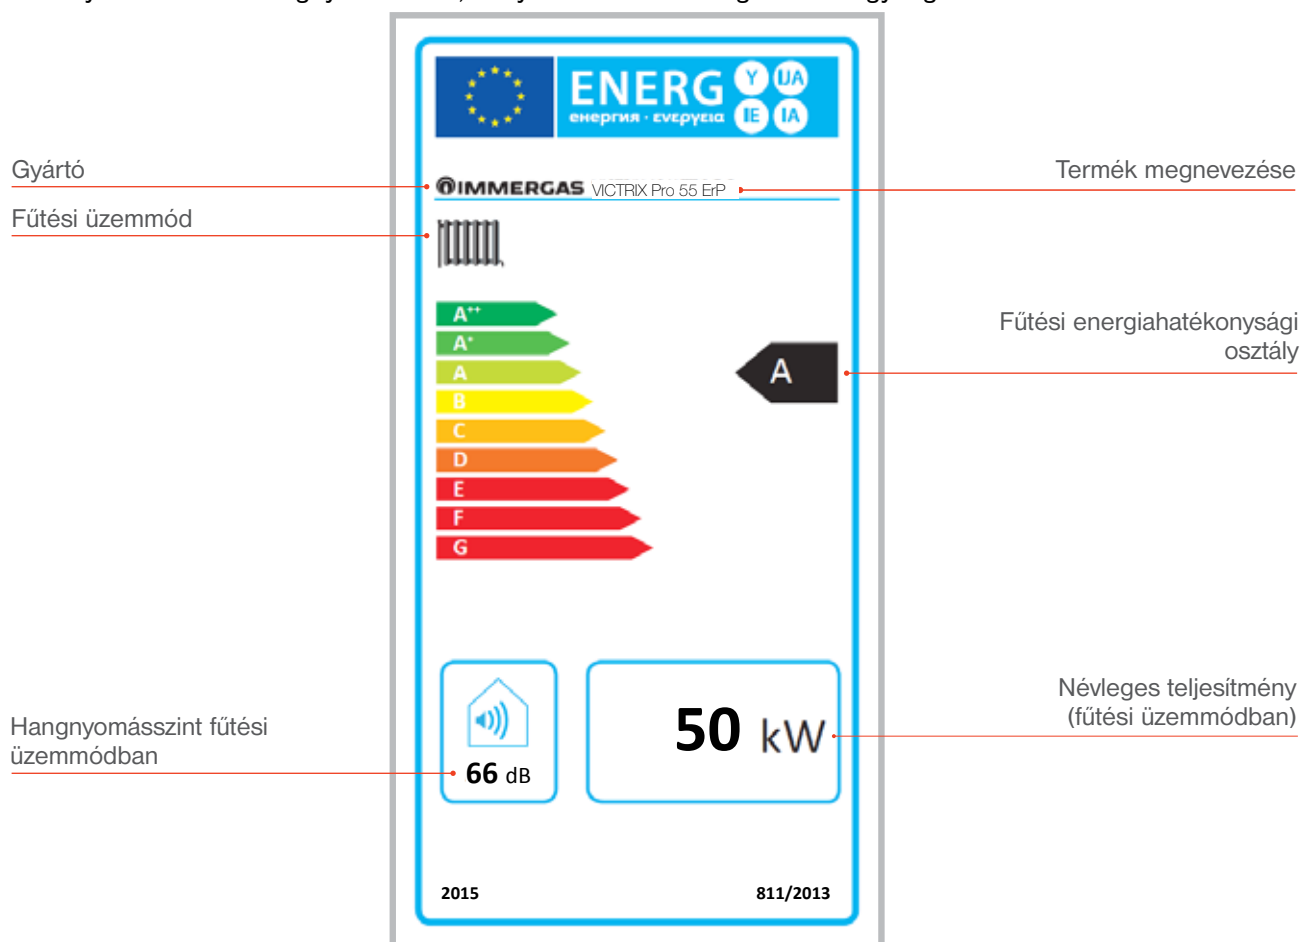 ENERG Y UA
енергия · ενεργεια IE IA
Gyártó
Termék megnevezése
IMMERGAS VICTRIX Pro 55 ErP
Fűtési üzemmód
A++
A+
A
B
C
D
E
F
G
A
Fűtési energiahatékonysági
osztály
Névleges teljesítmény
(fűtési üzemmódban)
50 kW
Hangnyomásszint fűtési
üzemmódban
66 dB
2015
811/2013